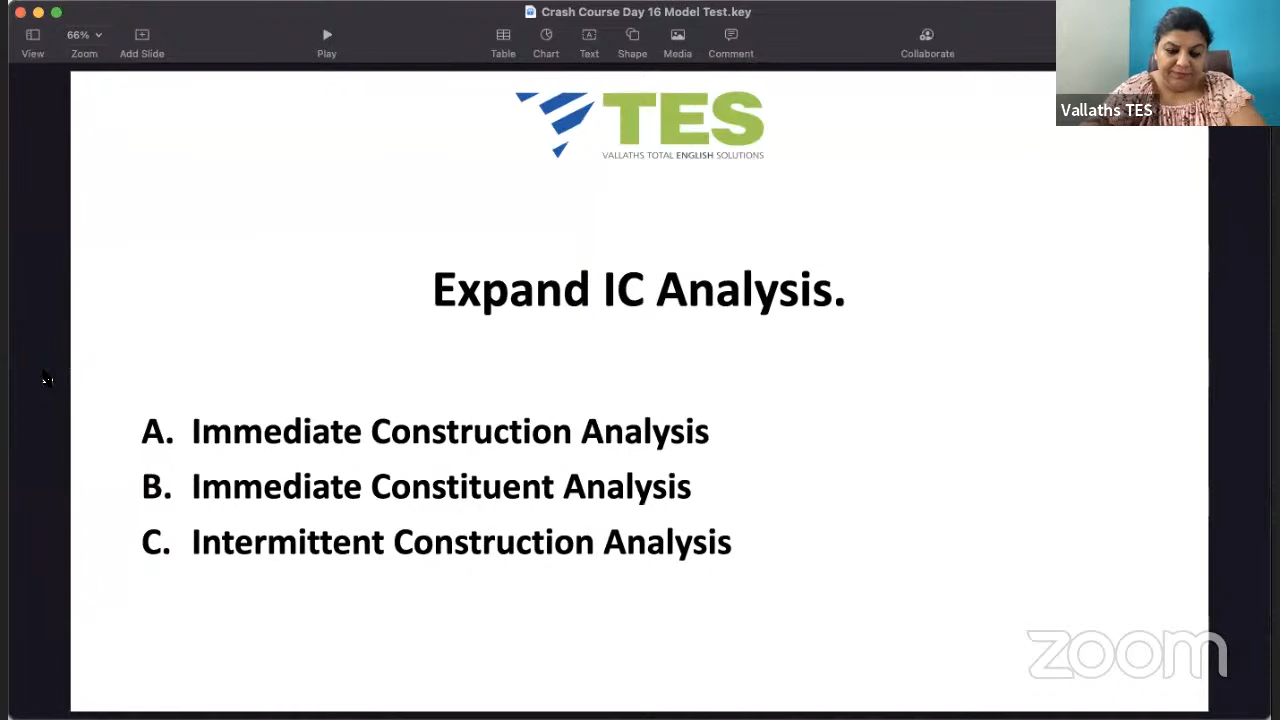 Crash Course Day 16 Model Test.key
66%
View
Zoom
Add Slide
Play
Table
Chart
Text
Shape
Media
Comment
Collaborate
Vallaths TES
TES
VALLATHS TOTAL ENGLISH SOLUTIONS
Expand IC Analysis.
A. Immediate Construction Analysis
B. Immediate Constituent Analysis
C. Intermittent Construction Analysis
zoom